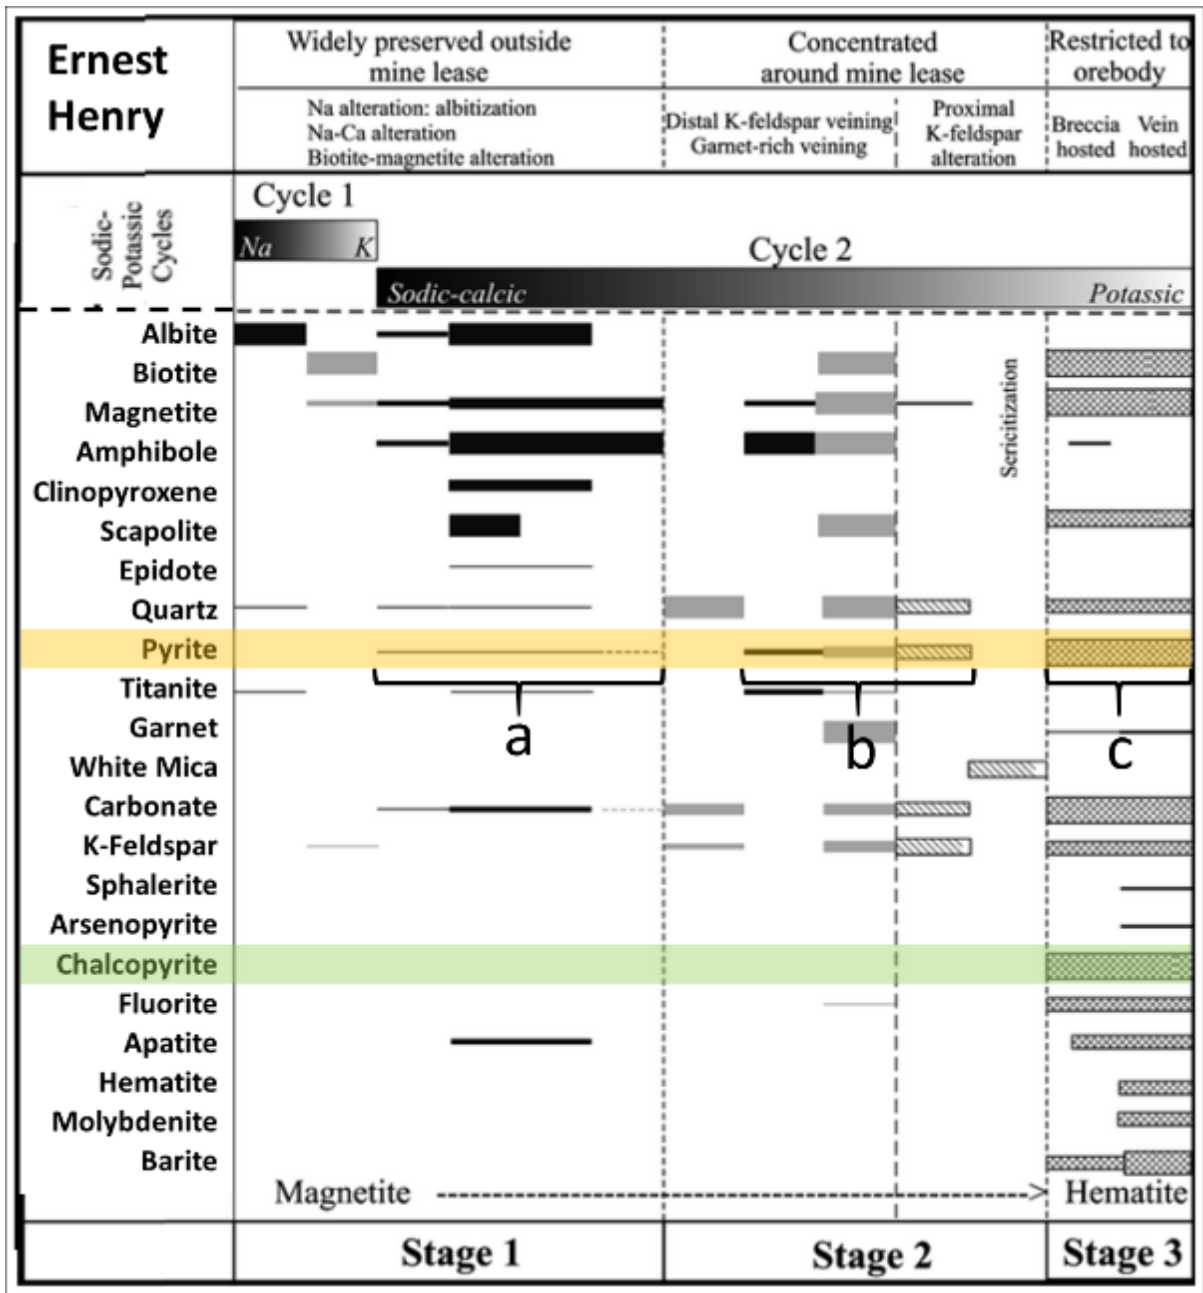 Ernest
Henry
Widely preserved outside
mine lease
Concentrated
around mine lease
Restricted to
orebody
Na alteration: albitization
Na-Ca alteration
Biotite-magnetite alteration
Distal K-feldspar veining
Garnet-rich veining
Proximal
K-feldspar
alteration
Breccia
hosted
Vein
hosted
Sodic-
Potassic
Cycles
Cycle 1
Na K
Cycle 2
Sodic-calcic Potassic
Albite
Biotite
Magnetite
Amphibole
Clinopyroxene
Scapolite
Epidote
Quartz
Pyrite
Titanite
Garnet
White Mica
Carbonate
K-Feldspar
Sphalerite
Arsenopyrite
Chalcopyrite
Fluorite
Apatite
Hematite
Molybdenite
Barite
Sericitization
a
b
c
Magnetite
Hematite
Stage 1
Stage 2
Stage 3